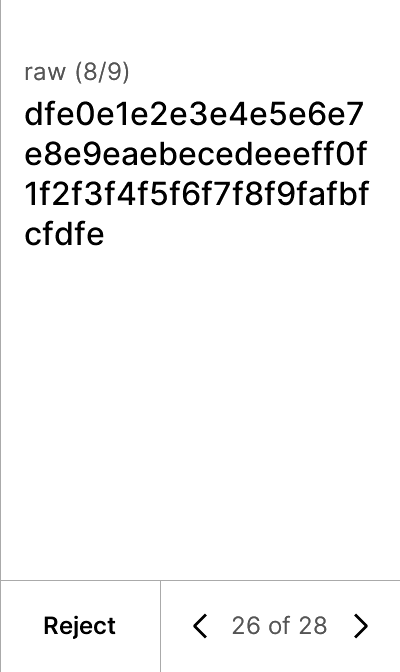 raw (8/9)
dfe0e1e2e3e4e5e6e7
e8e9eaebecedeeeff0f
1f2f3f4f5f6f7f8f9fafbf
cfdfe
Reject
26 of 28